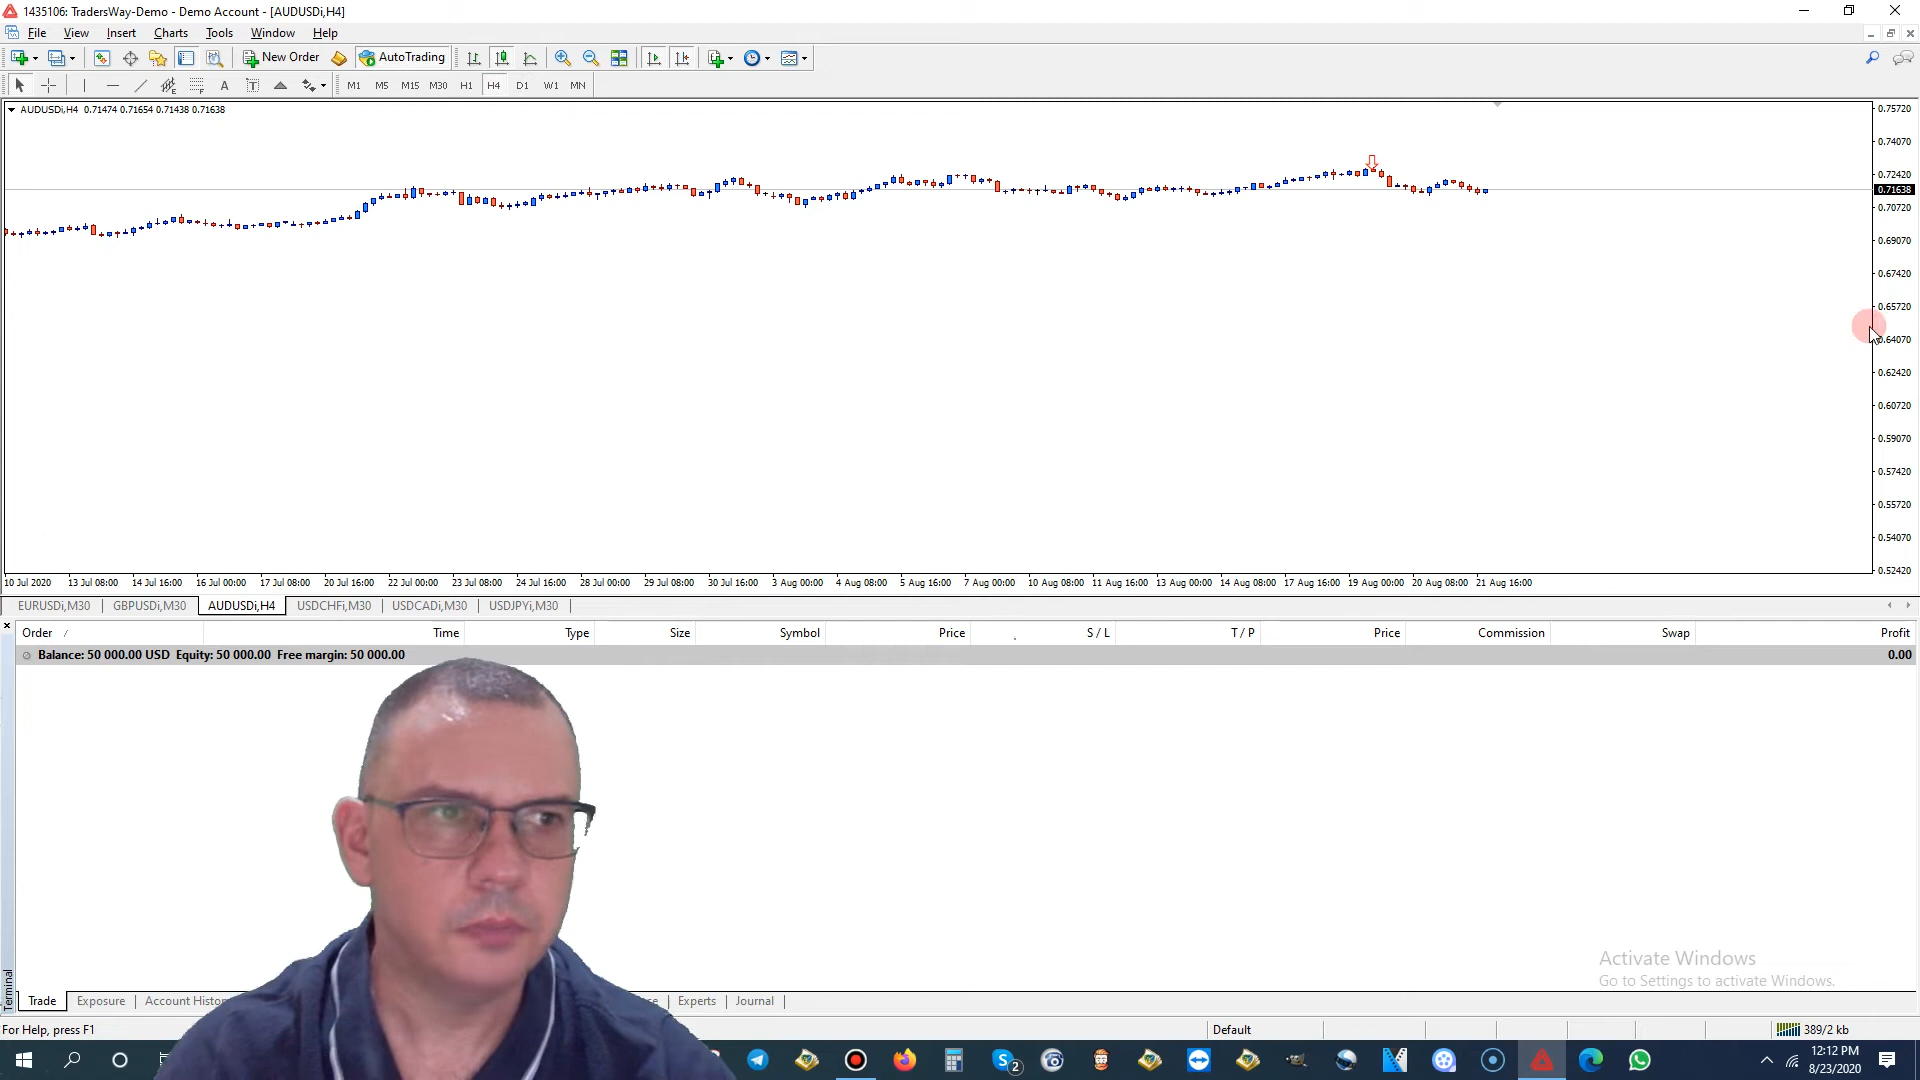 1435106: TradersWay-Demo - Demo Account - [AUDUSDi,H4]
File View Insert Charts Tools Window Help
New Order AutoTrading
A T M1 M5 M15 M30 H1 H4 D1 W1 MN
AUDUSDi,H4 0.71474 0.71654 0.71438 0.71638
0.75720
0.74070
0.72420
0.71638
0.70720
0.69070
0.67420
0.65720
0.64070
0.62420
0.60720
0.59070
0.57420
0.55720
0.54070
0.52420
10 Jul 2020 13 Jul 08:00 14 Jul 16:00 16 Jul 00:00 17 Jul 08:00 20 Jul 16:00 22 Jul 00:00 23 Jul 08:00 24 Jul 16:00 28 Jul 00:00 29 Jul 08:00 30 Jul 16:00 3 Aug 00:00 4 Aug 08:00 5 Aug 16:00 7 Aug 00:00 10 Aug 08:00 11 Aug 16:00 13 Aug 00:00 14 Aug 08:00 17 Aug 16:00 19 Aug 00:00 20 Aug 08:00 21 Aug 16:00
EURUSDi,M30 GBPUSDi,M30 AUDUSDi,H4 USDCHFi,M30 USDCADi,M30 USDJPYi,M30
Order / Time Type Size Symbol Price S / L T / P Price Commission Swap Profit
Balance: 50 000.00 USD Equity: 50 000.00 Free margin: 50 000.00 0.00
Activate Windows
Go to Settings to activate Windows.
Terminal
Trade Exposure Account Histor Experts Journal
For Help, press F1 Default 389/2 kb
2
12:12 PM
8/23/2020